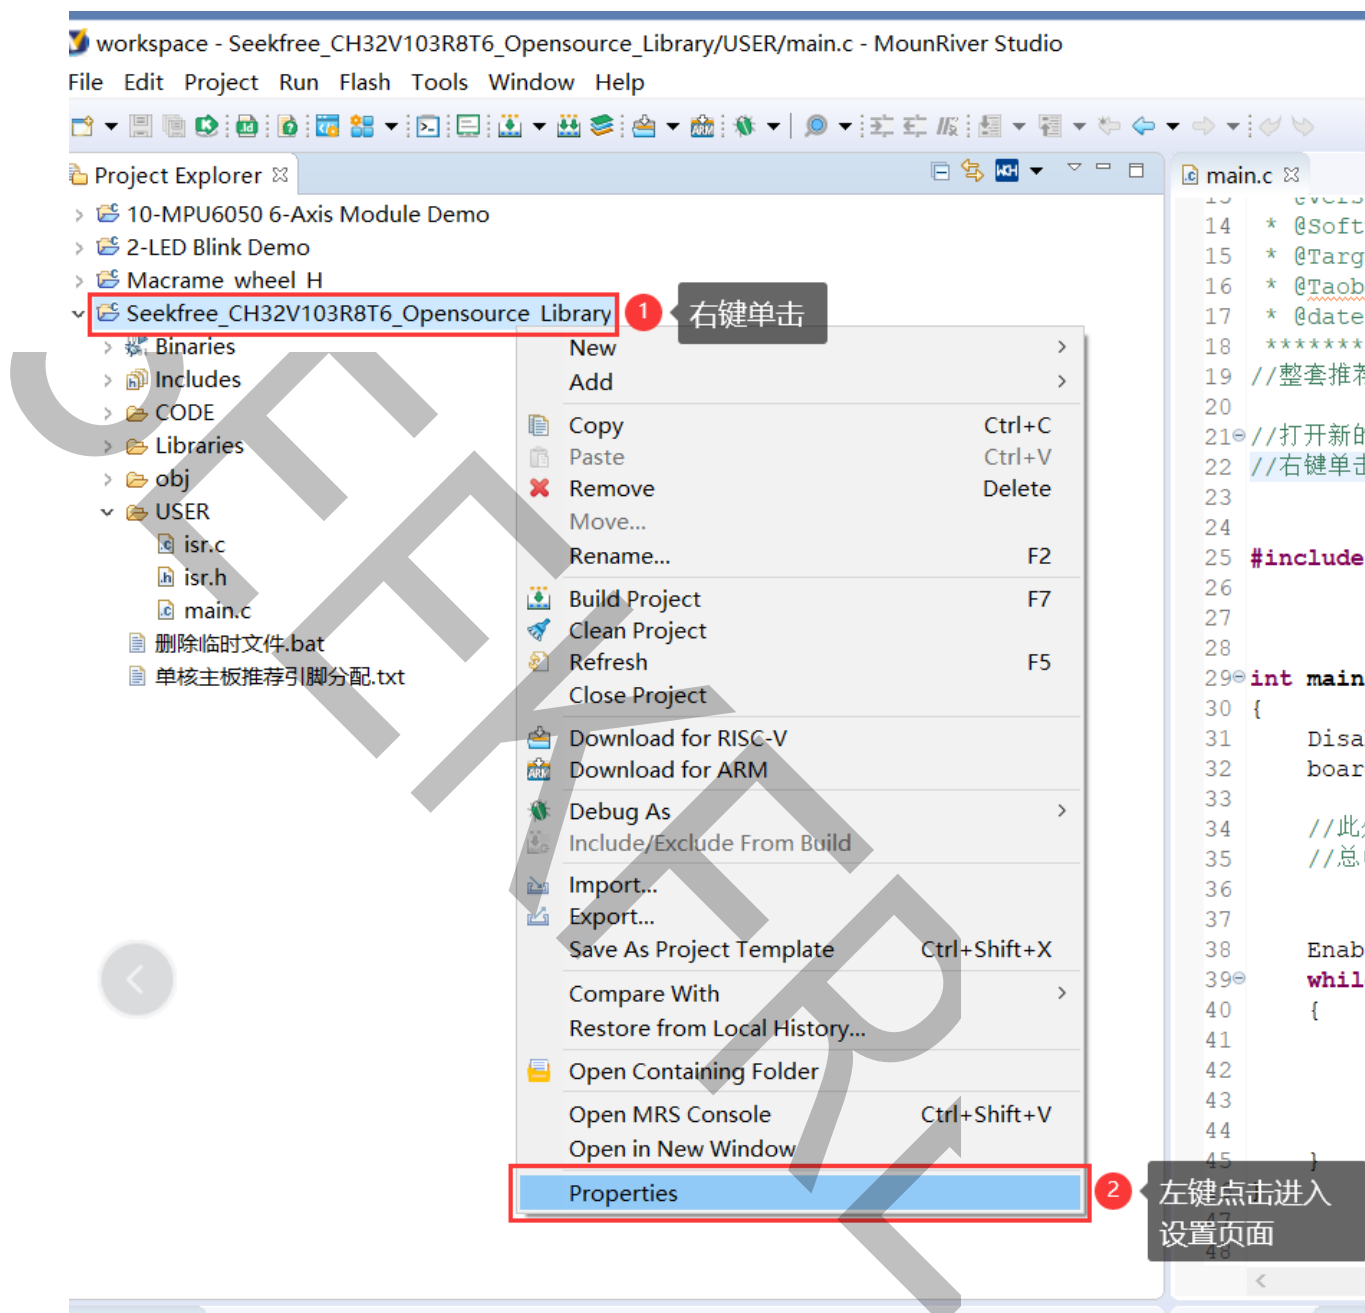 workspace - Seekfree_CH32V103R8T6_Opensource_Library/USER/main.c - MounRiver Studio
File Edit Project Run Flash Tools Window Help
Project Explorer
main.c
10-MPU6050 6-Axis Module Demo
2-LED Blink Demo
Macrame_wheel_H
Seekfree_CH32V103R8T6_Opensource_Library
1 右键单击
Binaries
Includes
CODE
Libraries
obj
USER
isr.c
isr.h
main.c
删除临时文件.bat
单核主板推荐引脚分配.txt
New
Add
Copy Ctrl+C
Paste Ctrl+V
Remove Delete
Move...
Rename... F2
Build Project F7
Clean Project
Refresh F5
Close Project
Download for RISC-V
Download for ARM
Debug As
Include/Exclude From Build
Import...
Export...
Save As Project Template Ctrl+Shift+X
Compare With
Restore from Local History...
Open Containing Folder
Open MRS Console Ctrl+Shift+V
Open in New Window
Properties
2 左键点击进入
设置页面
14 * @Soft
15 * @Targ
16 * @Taob
17 * @date
18 *******
19 //整套推荐
20
21 //打开新的
22 //右键单击
23
24
25 #include
26
27
28
29 int main
30 {
31 Disa
32 boar
33
34 //此
35 //总
36
37
38 Enab
39 whil
40 {
41
42
43
44
45 }
47
48
SEEKFR